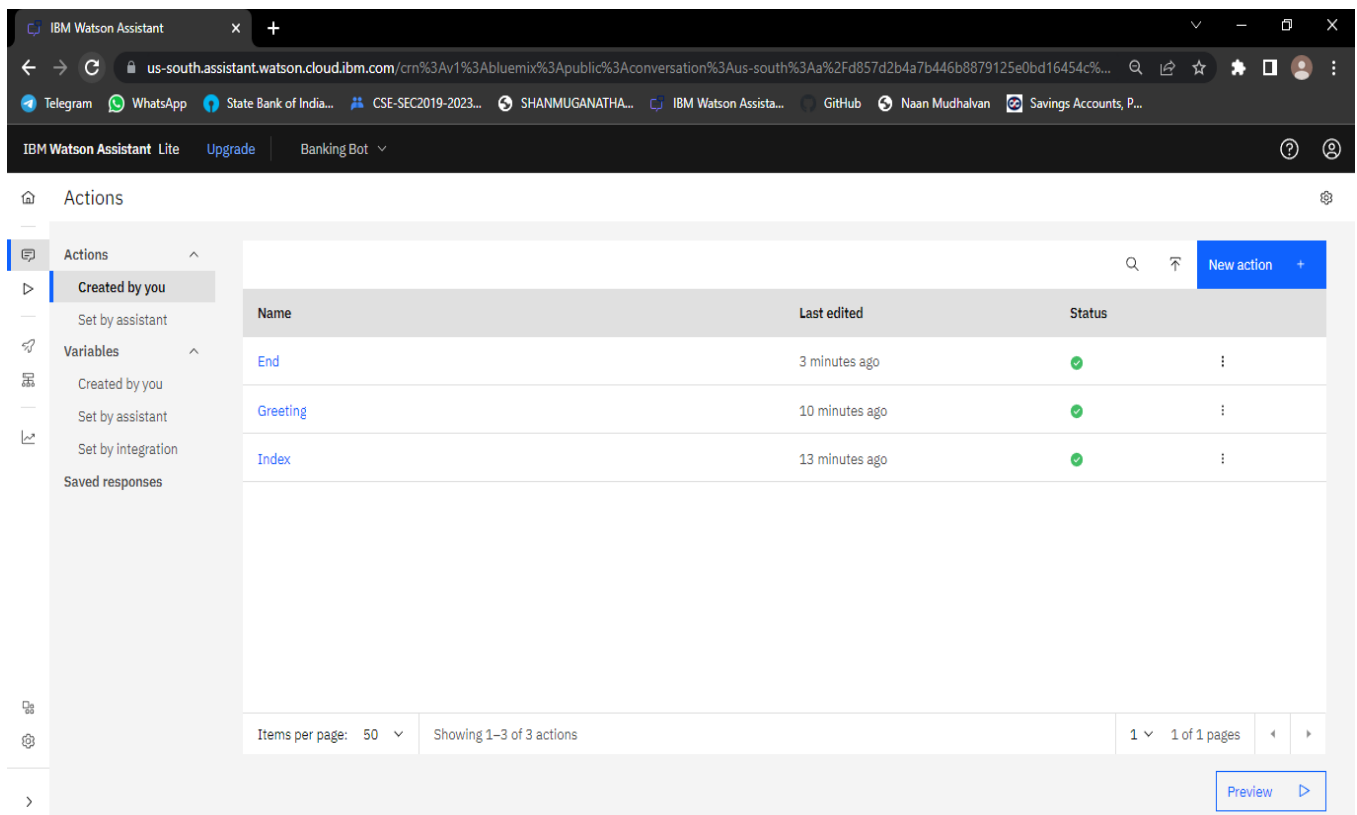 IBM Watson Assistant
us-south.assistant.watson.cloud.ibm.com/crn%3Av1%3Abluemix%3Apublic%3Aconversation%3Aus-south%3Aa%2Fd857d2b4a7b446b8879125e0bd16454c%...
Telegram WhatsApp State Bank of India... CSE-SEC2019-2023... SHANMUGANATHA... IBM Watson Assista... GitHub Naan Mudhalvan Savings Accounts, P...
IBM Watson Assistant Lite Upgrade Banking Bot
Actions
Actions
Created by you
Set by assistant
Variables
Created by you
Set by assistant
Set by integration
Saved responses
New action +
Name Last edited Status
End 3 minutes ago
Greeting 10 minutes ago
Index 13 minutes ago
Items per page: 50 Showing 1–3 of 3 actions 1 1 of 1 pages
Preview